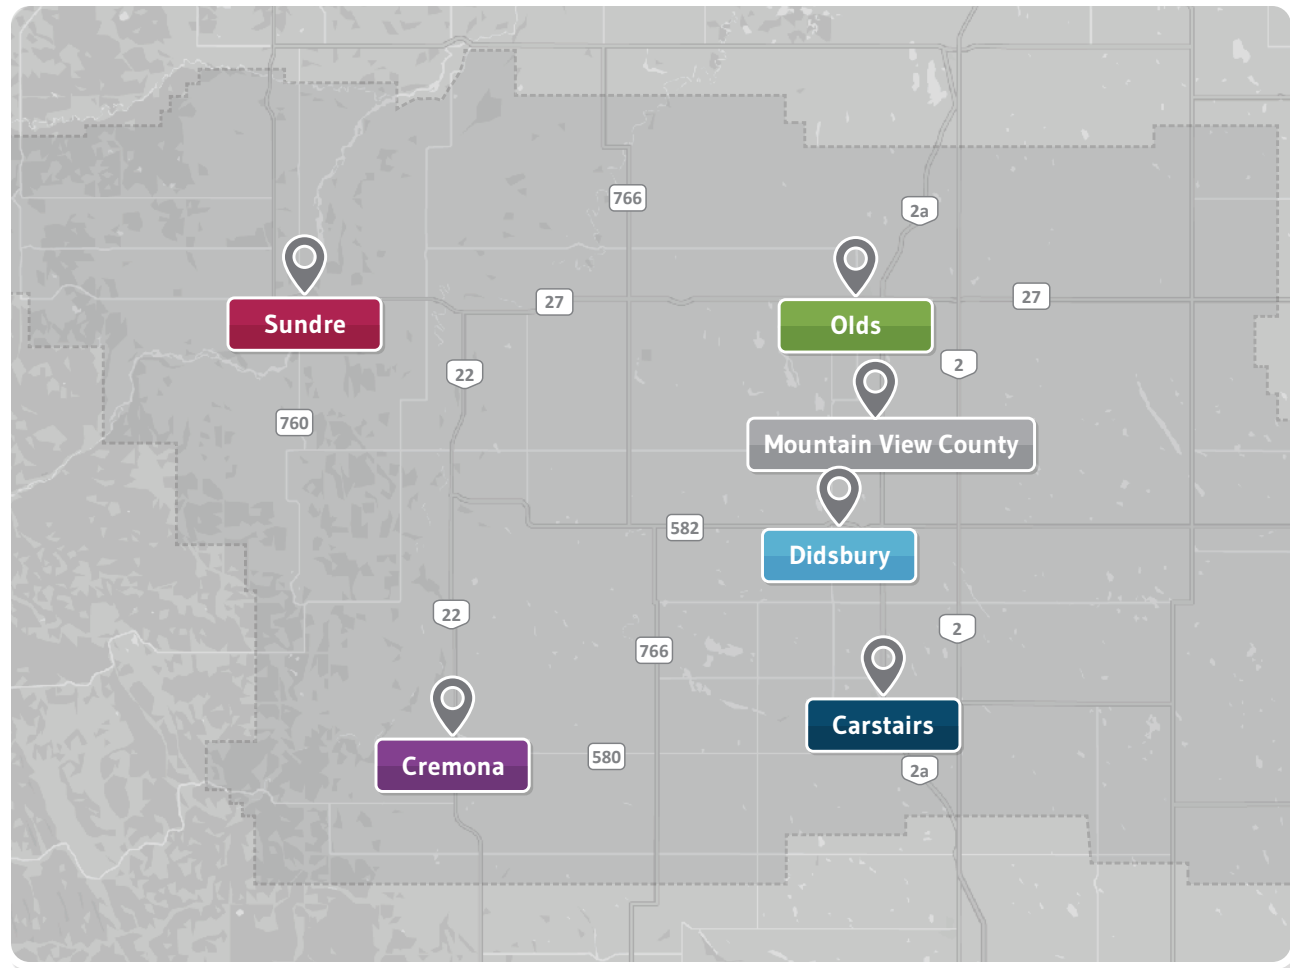 766
2a
27
27
Sundre
Olds
2
22
760
Mountain View County
582
Didsbury
22
2
766
Carstairs
580
Cremona
2a